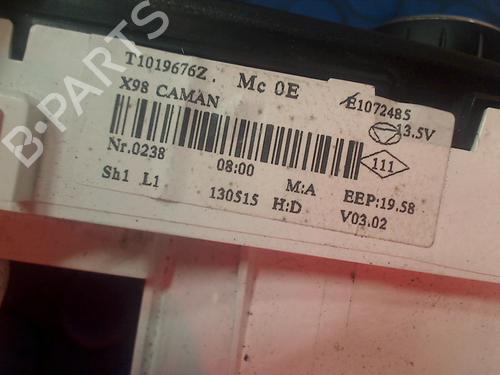 T1019676Z Mc 0E E1072485
X98 CAMAN 13.5V
111
Nr.0238 08:00 M:A EEP:19.58
Sh1 L1 130515 H:D V03.02
B-PARTS